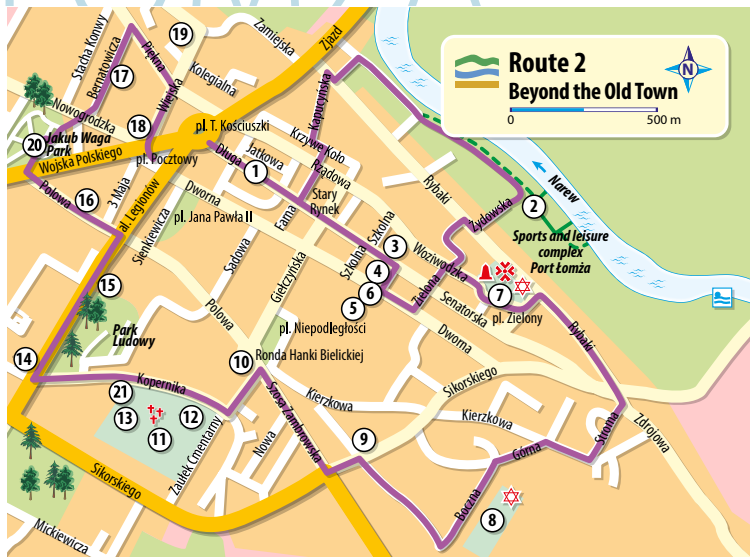 Route 2
Beyond the Old Town
N
0
500 m
19
Zamiejska
Zjazd
Stacha Konwy
Bernatowicza
Piękna
17
Kolegialna
Wiejska
Kapucyńska
Nowogrodzka
18
pl. T. Kościuszki
Krzywe Koło
20
Jakub Waga
Park
Wojska Polskiego
pl. Pocztowy
Długa
Jatkowa
1
Rządowa
Rybaki
Narew
Polowa
16
3 Maja
al. Legionów
Dworna
pl. Jana Pawła II
Farna
Stary
Rynek
Szkolna
Żydowska
2
Sports and leisure
complex
Port Łomża
Sienkiewicza
Sadowa
Giełczyńska
Szkolna
3
4
6
5
Woziwodzka
Zielona
7
pl. Zielony
Senatorska
15
Polowa
Park
Ludowy
pl. Niepodległości
Dworna
Rybaki
14
10
Ronda Hanki Bielickiej
Sikorskiego
21
Kopernika
13
12
11
Szosa Zambrowska
Kierzkowa
Kierzkowa
Zdrojowa
Stroma
Zaułek Cmentarny
Nowa
9
Górna
Boczna
8
Sikorskiego
Mickiewicza